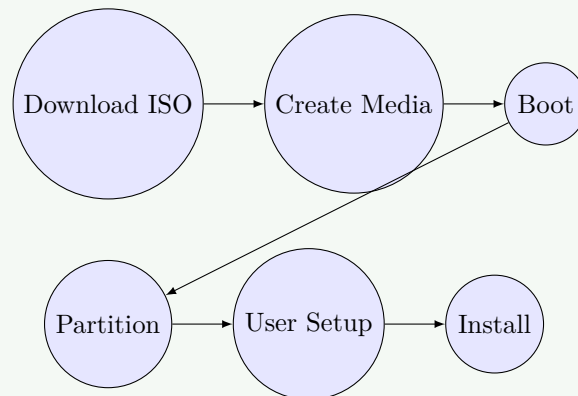 Download ISO
Create Media
Boot
Partition
User Setup
Install